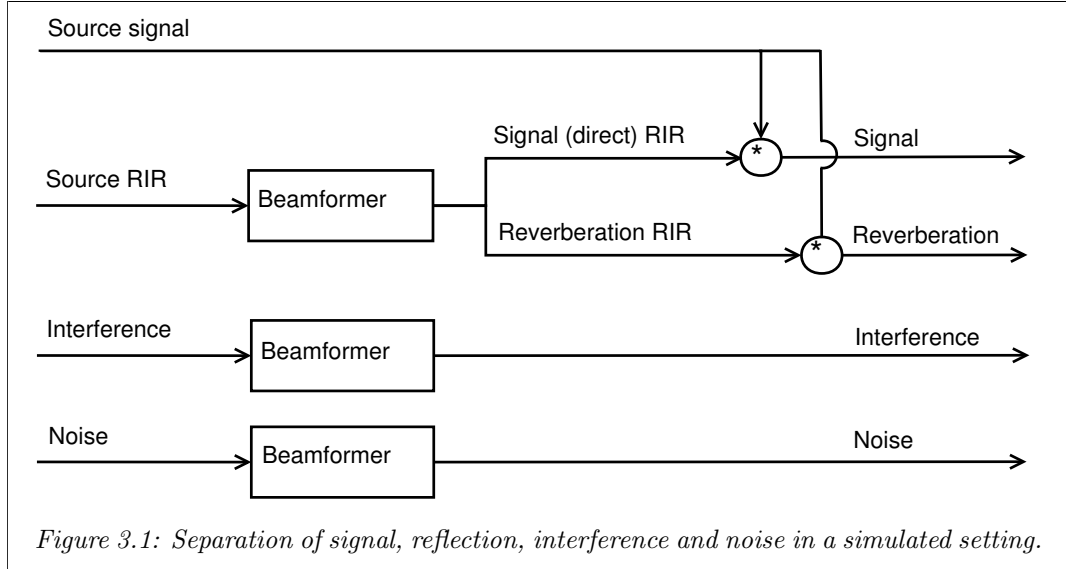 Source signal
Signal (direct) RIR
*
Signal
Source RIR
Beamformer
Reverberation RIR
*
Reverberation
Interference
Beamformer
Interference
Noise
Beamformer
Noise
Figure 3.1: Separation of signal, reflection, interference and noise in a simulated setting.